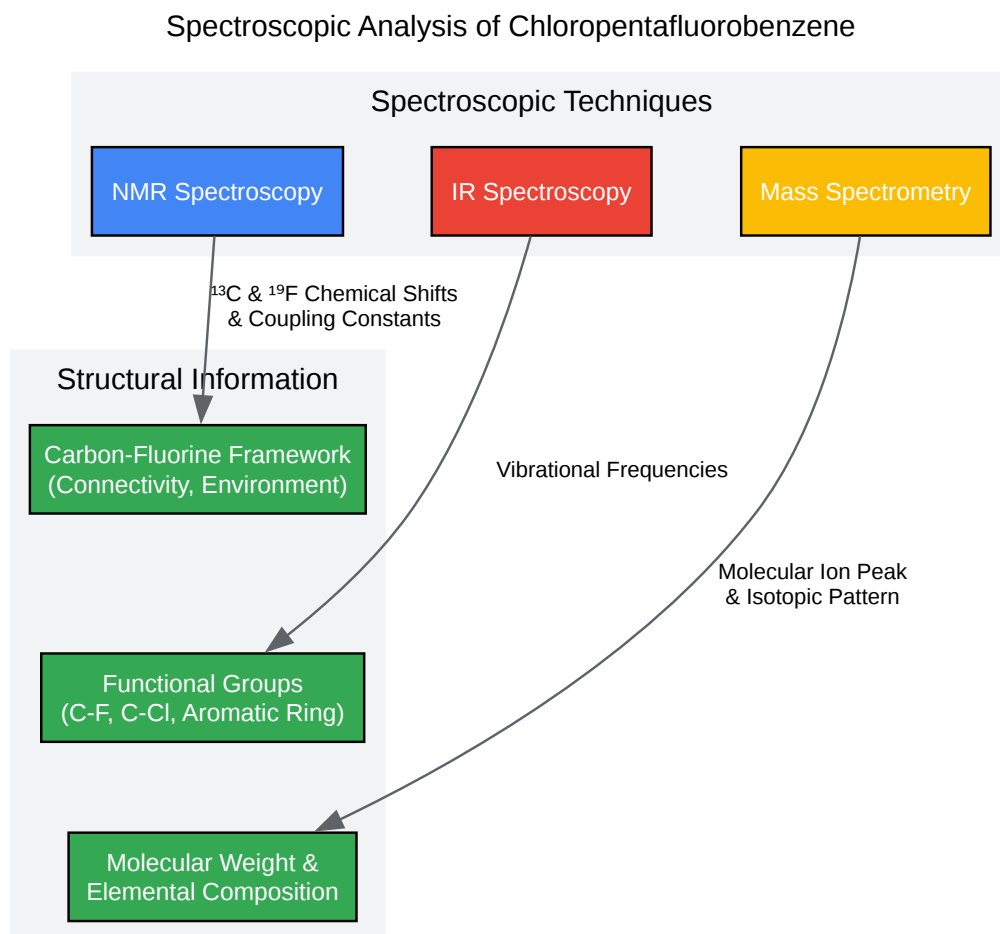 Spectroscopic Analysis of Chloropentafluorobenzene
Spectroscopic Techniques
NMR Spectroscopy
IR Spectroscopy
Mass Spectrometry
¹³C & ¹⁹F Chemical Shifts
& Coupling Constants
Structural Information
Carbon-Fluorine Framework
(Connectivity, Environment)
Vibrational Frequencies
Molecular Ion Peak
& Isotopic Pattern
Functional Groups
(C-F, C-Cl, Aromatic Ring)
Molecular Weight &
Elemental Composition